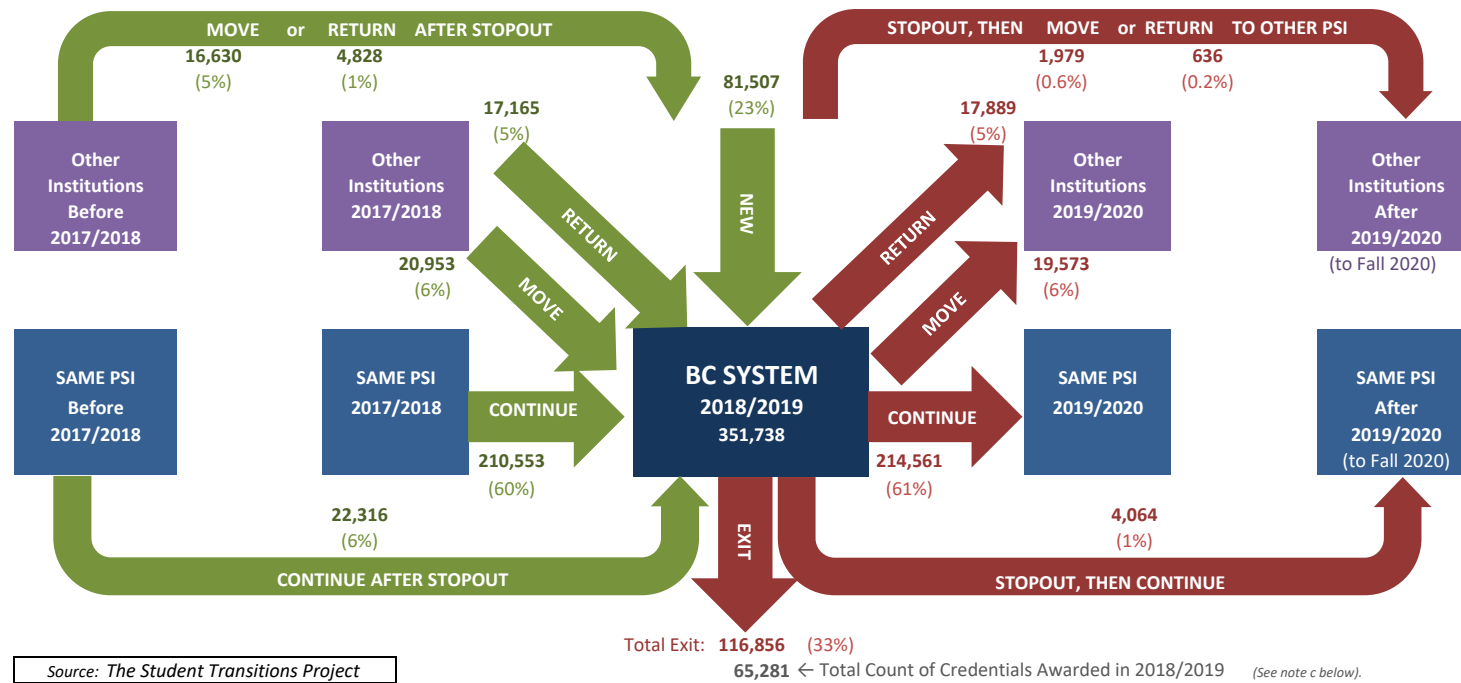 MOVE or RETURN AFTER STOPOUT
16,630 4,828
(5%) (1%)
STOPOUT, THEN MOVE or RETURN TO OTHER PSI
1,979 636
(0.6%) (0.2%)
81,507
(23%)
NEW
17,165
(5%)
17,889
(5%)
Other
Institutions
Before
2017/2018
Other
Institutions
2017/2018
RETURN
RETURN
Other
Institutions
2019/2020
Other
Institutions
After
2019/2020
(to Fall 2020)
20,953
(6%)
MOVE
MOVE
19,573
(6%)
SAME PSI
Before
2017/2018
SAME PSI
2017/2018
CONTINUE
210,553
(60%)
BC SYSTEM
2018/2019
351,738
CONTINUE
214,561
(61%)
SAME PSI
2019/2020
SAME PSI
After
2019/2020
(to Fall 2020)
22,316
(6%)
CONTINUE AFTER STOPOUT
EXIT
4,064
(1%)
STOPOUT, THEN CONTINUE
Total Exit: 116,856 (33%)
65,281 ← Total Count of Credentials Awarded in 2018/2019 (See note c below).
Source: The Student Transitions Project